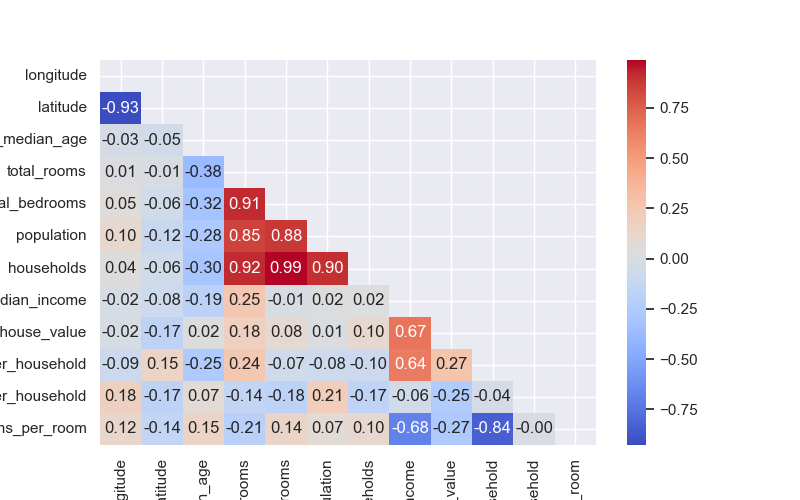 longitude
latitude
-0.93
_median_age -0.03 -0.05
total_rooms 0.01 -0.01 -0.38
al_bedrooms 0.05 -0.06 -0.32 0.91
population 0.10 -0.12 -0.28 0.85 0.88
households 0.04 -0.06 -0.30 0.92 0.99 0.90
dian_income -0.02 -0.08 -0.19 0.25 -0.01 0.02 0.02
house_value -0.02 -0.17 0.02 0.18 0.08 0.01 0.10 0.67
er_household -0.09 0.15 -0.25 0.24 -0.07 -0.08 -0.10 0.64 0.27
er_household 0.18 -0.17 0.07 -0.14 -0.18 0.21 -0.17 -0.06 -0.25 -0.04
ms_per_room 0.12 -0.14 0.15 -0.21 0.14 0.07 0.10 -0.68 -0.27 -0.84 -0.00
gitude
titude
n_age
rooms
rooms
ulation
eholds
come
_value
sehold
sehold
_room
0.75
0.50
0.25
0.00
−0.25
−0.50
−0.75